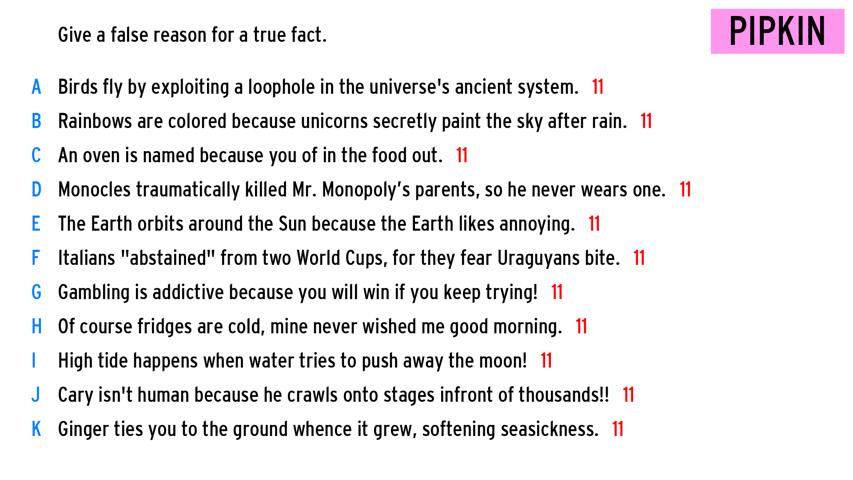 Give a false reason for a true fact.
PIPKIN
A Birds fly by exploiting a loophole in the universe's ancient system. 11
B Rainbows are colored because unicorns secretly paint the sky after rain. 11
C An oven is named because you of in the food out. 11
D Monocles traumatically killed Mr. Monopoly’s parents, so he never wears one. 11
E The Earth orbits around the Sun because the Earth likes annoying. 11
F Italians "abstained" from two World Cups, for they fear Uraguyans bite. 11
G Gambling is addictive because you will win if you keep trying! 11
H Of course fridges are cold, mine never wished me good morning. 11
I High tide happens when water tries to push away the moon! 11
J Cary isn't human because he crawls onto stages infront of thousands!! 11
K Ginger ties you to the ground whence it grew, softening seasickness. 11